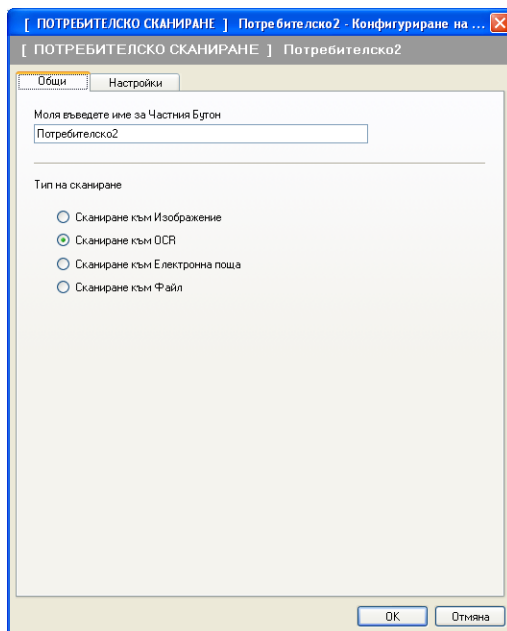 [ ПОТРЕБИТЕЛСКО СКАНИРАНЕ ] Потребителско2 - Конфигуриране на ...
[ ПОТРЕБИТЕЛСКО СКАНИРАНЕ ] Потребителско2
Общи Настройки
Моля въведете име за Частния Бутон
Потребителско2
Тип на сканиране
Сканиране към Изображение
Сканиране към OCR
Сканиране към Електронна поща
Сканиране към Файл
OK Отмяна